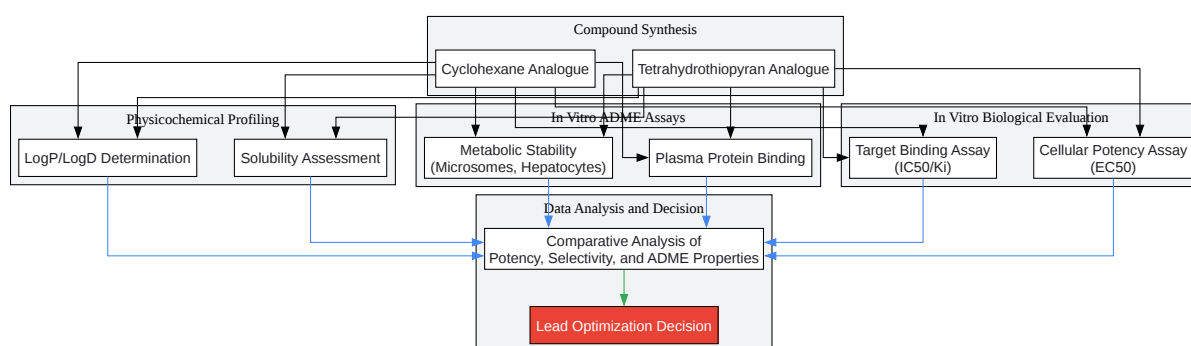 Compound Synthesis
Cyclohexane Analogue
Tetrahydrothiopyran Analogue
Physicochemical Profiling
In Vitro ADME Assays
In Vitro Biological Evaluation
LogP/LogD Determination
Solubility Assessment
Metabolic Stability
(Microsomes, Hepatocytes)
Plasma Protein Binding
Target Binding Assay
(IC50/Ki)
Cellular Potency Assay
(EC50)
Data Analysis and Decision
Comparative Analysis of
Potency, Selectivity, and ADME Properties
Lead Optimization Decision